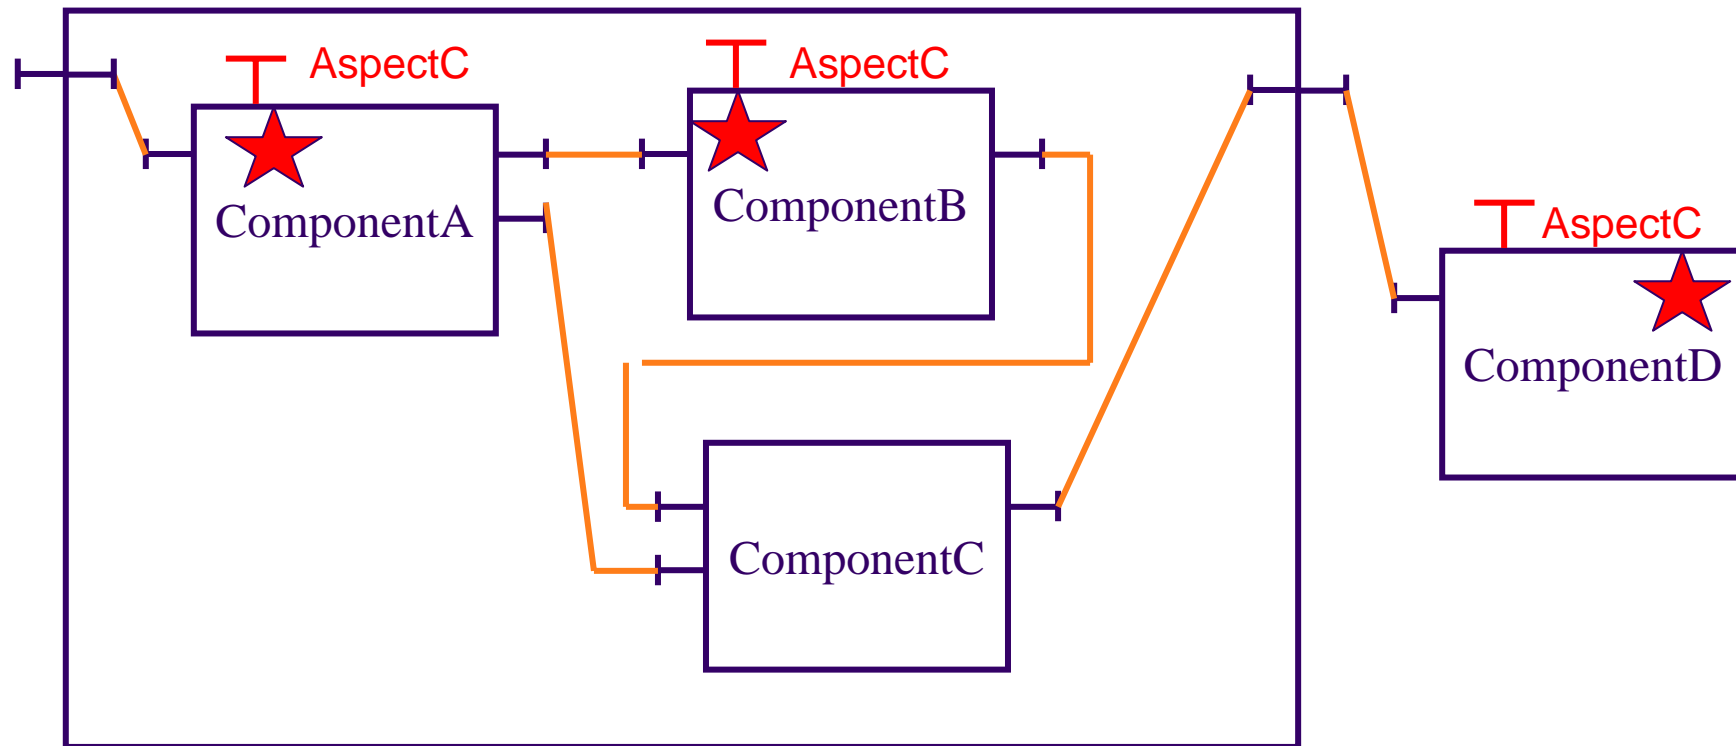 AspectC
AspectC
ComponentA
ComponentB
AspectC
ComponentD
ComponentC